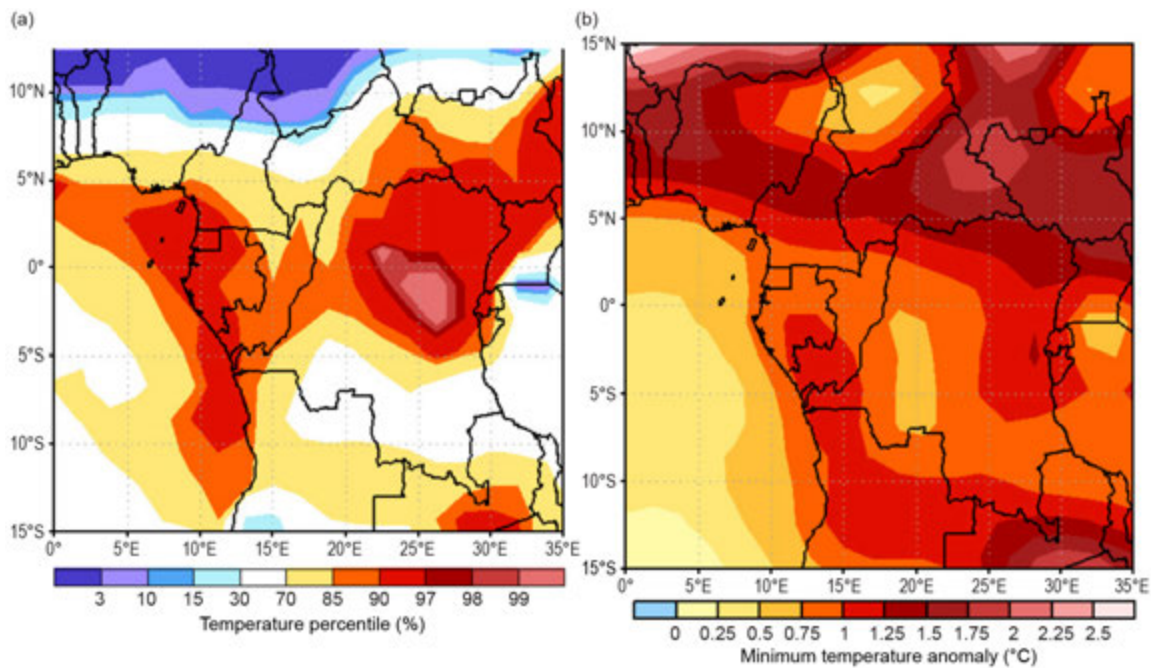 (a)
10°N
5°N
0°
5°S
10°S
15°S
0° 5°E 10°E 15°E 20°E 25°E 30°E 35°E
3 10 15 30 70 85 90 97 98 99
Temperature percentile (%)
(b)
15°N
10°N
5°N
0°
5°S
10°S
15°S
0° 5°E 10°E 15°E 20°E 25°E 30°E 35°E
0 0.25 0.5 0.75 1 1.25 1.5 1.75 2 2.25 2.5
Minimum temperature anomaly (°C)